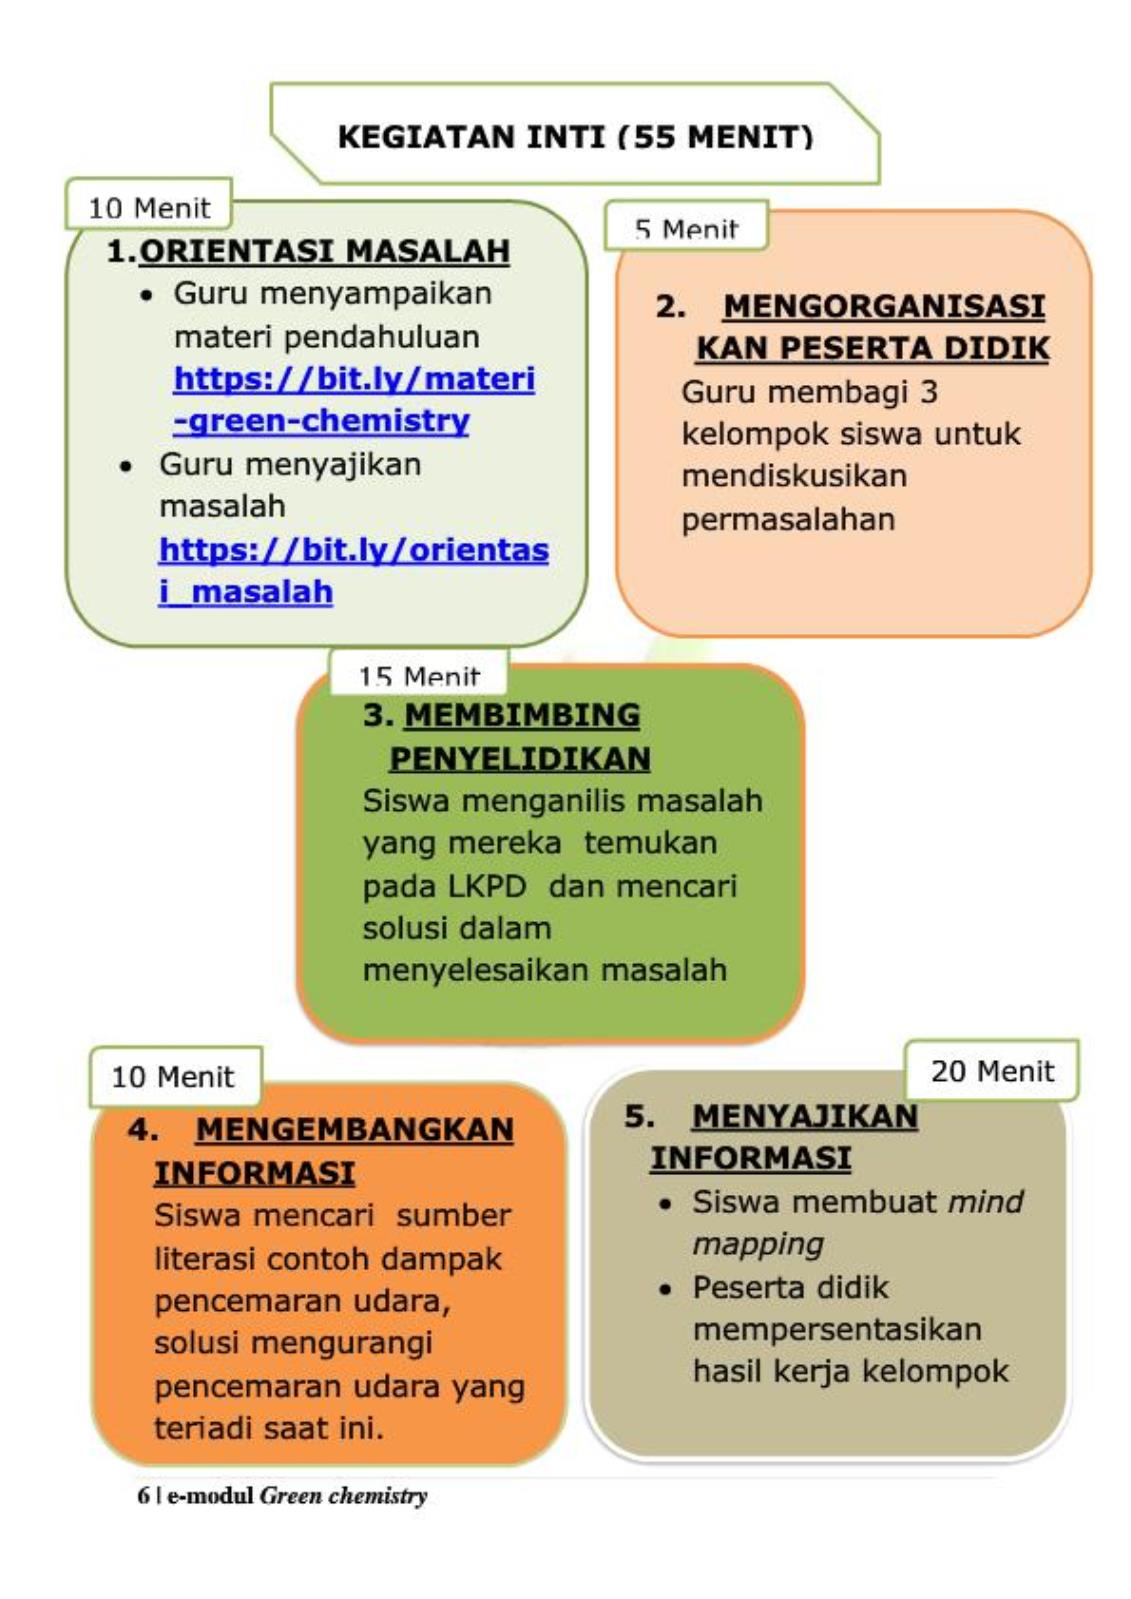 KEGIATAN INTI (55 MENIT)
10 Menit
1.ORIENTASI MASALAH
• Guru menyampaikan
materi pendahuluan
https://bit.ly/materi
-green-chemistry
• Guru menyajikan
masalah
https://bit.ly/orientas
i_masalah
5 Menit
2. MENGORGANISASI
KAN PESERTA DIDIK
Guru membagi 3
kelompok siswa untuk
mendiskusikan
permasalahan
15 Menit
3. MEMBIMBING
PENYELIDIKAN
Siswa menganilis masalah
yang mereka temukan
pada LKPD dan mencari
solusi dalam
menyelesaikan masalah
10 Menit
4. MENGEMBANGKAN
INFORMASI
Siswa mencari sumber
literasi contoh dampak
pencemaran udara,
solusi mengurangi
pencemaran udara yang
terjadi saat ini.
20 Menit
5. MENYAJIKAN
INFORMASI
• Siswa membuat mind
mapping
• Peserta didik
mempersentasikan
hasil kerja kelompok
6 | e-modul Green chemistry